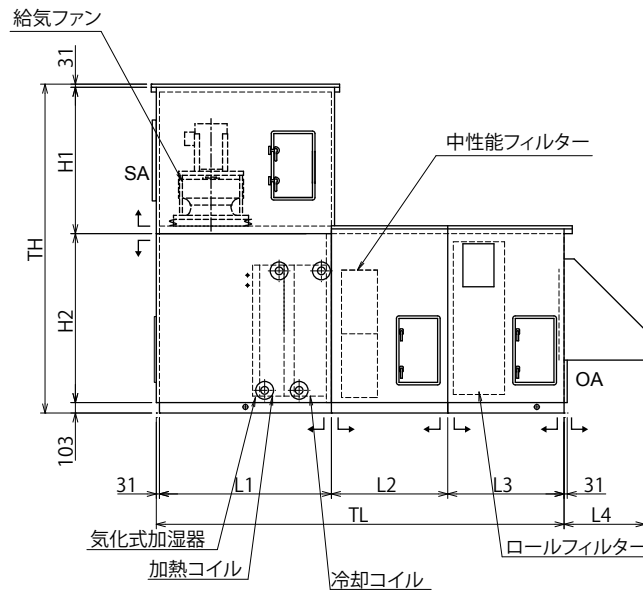 給気ファン
31
H1
TH
H2
103
SA
中性能フィルター
OA
31
L1
L2
L3
31
TL
L4
気化式加湿器
加熱コイル
冷却コイル
ロールフィルター